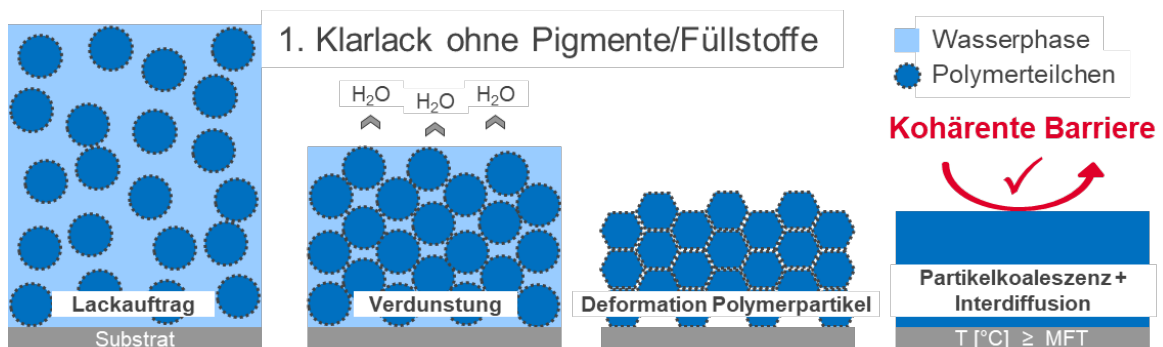 1. Klarlack ohne Pigmente/Füllstoffe
Wasserphase
Polymerteilchen
H₂O H₂O H₂O
Kohärente Barriere
Lackauftrag
Verdunstung
Deformation Polymerpartikel
Partikelkoaleszenz +
Interdiffusion
Substrat
T [°C] ≥ MFT